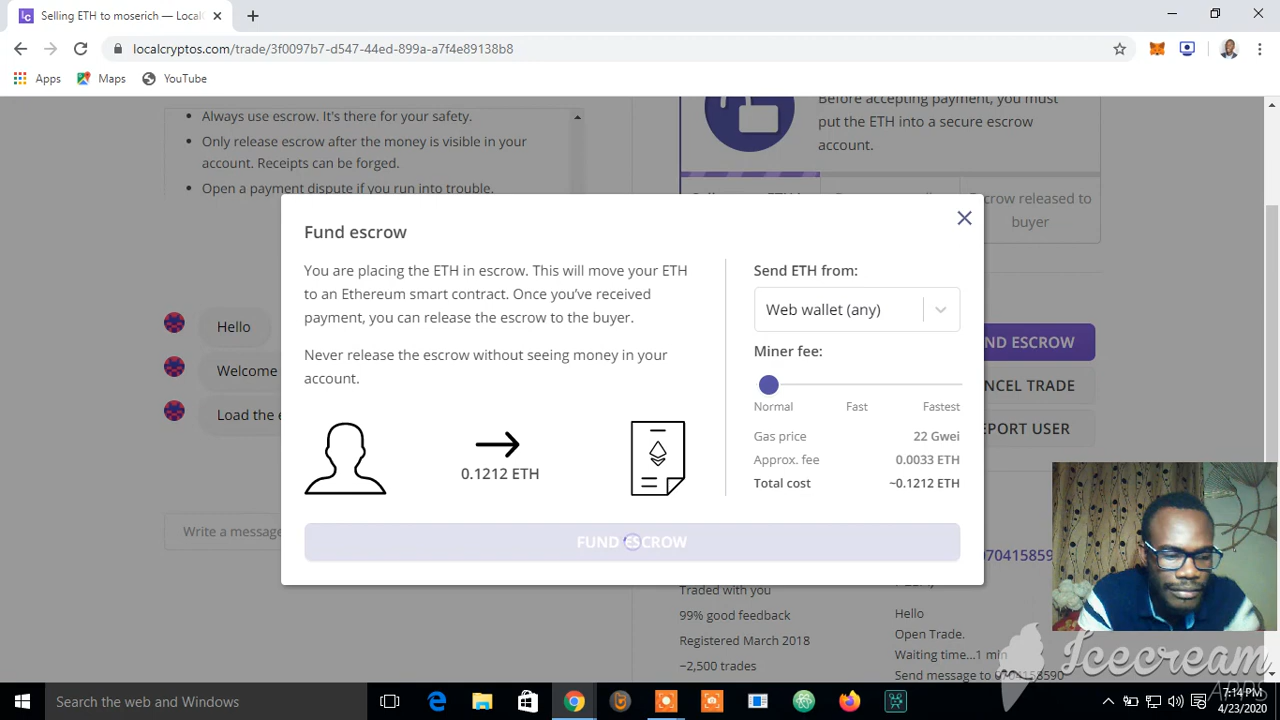 Selling ETH to moserich — Local
localcryptos.com/trade/3f0097b7-d547-44ed-899a-a7f4e89138b8
Apps
Maps
YouTube
Always use escrow. It's there for your safety.
Only release escrow after the money is visible in your
account. Receipts can be forged.
Open a payment dispute if you run into trouble.
Before accepting payment, you must
put the ETH into a secure escrow
account.
crow released to
buyer
Hello
Welcome
Load the e
Write a message
Fund escrow
You are placing the ETH in escrow. This will move your ETH
to an Ethereum smart contract. Once you've received
payment, you can release the escrow to the buyer.
Never release the escrow without seeing money in your
account.
0.1212 ETH
Send ETH from:
Web wallet (any)
Miner fee:
Normal
Fast
Fastest
Gas price
22 Gwei
Approx. fee
0.0033 ETH
Total cost
~0.1212 ETH
FUND ESCROW
ND ESCROW
NCEL TRADE
EPORT USER
0704158590
Traded with you
99% good feedback
Registered March 2018
~2,500 trades
Hello
Open Trade.
Waiting time...1 min
Send message to 0704158590
Icecream
APPS
Search the web and Windows
7:14 PM
4/23/2020